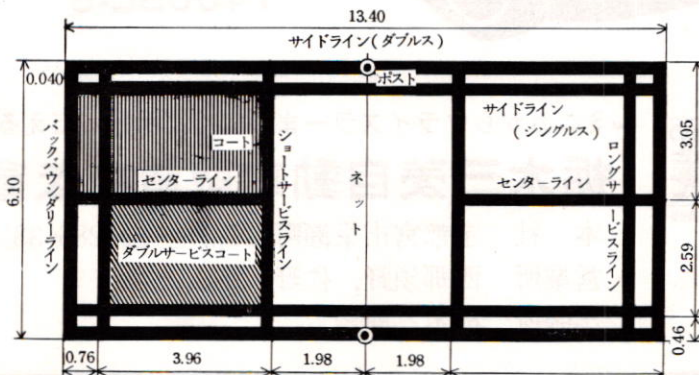 13.40
サイドライン(ダブルス)
0.040
ポスト
サイドライン
(シングルス)
3.05
バックバウンダリーライン
コート
ショートサービスライン
ネット
ロングサービスライン
6.10
センターライン
センターライン
ダブルサービスコート
2.59
0.46
0.76
3.96
1.98
1.98